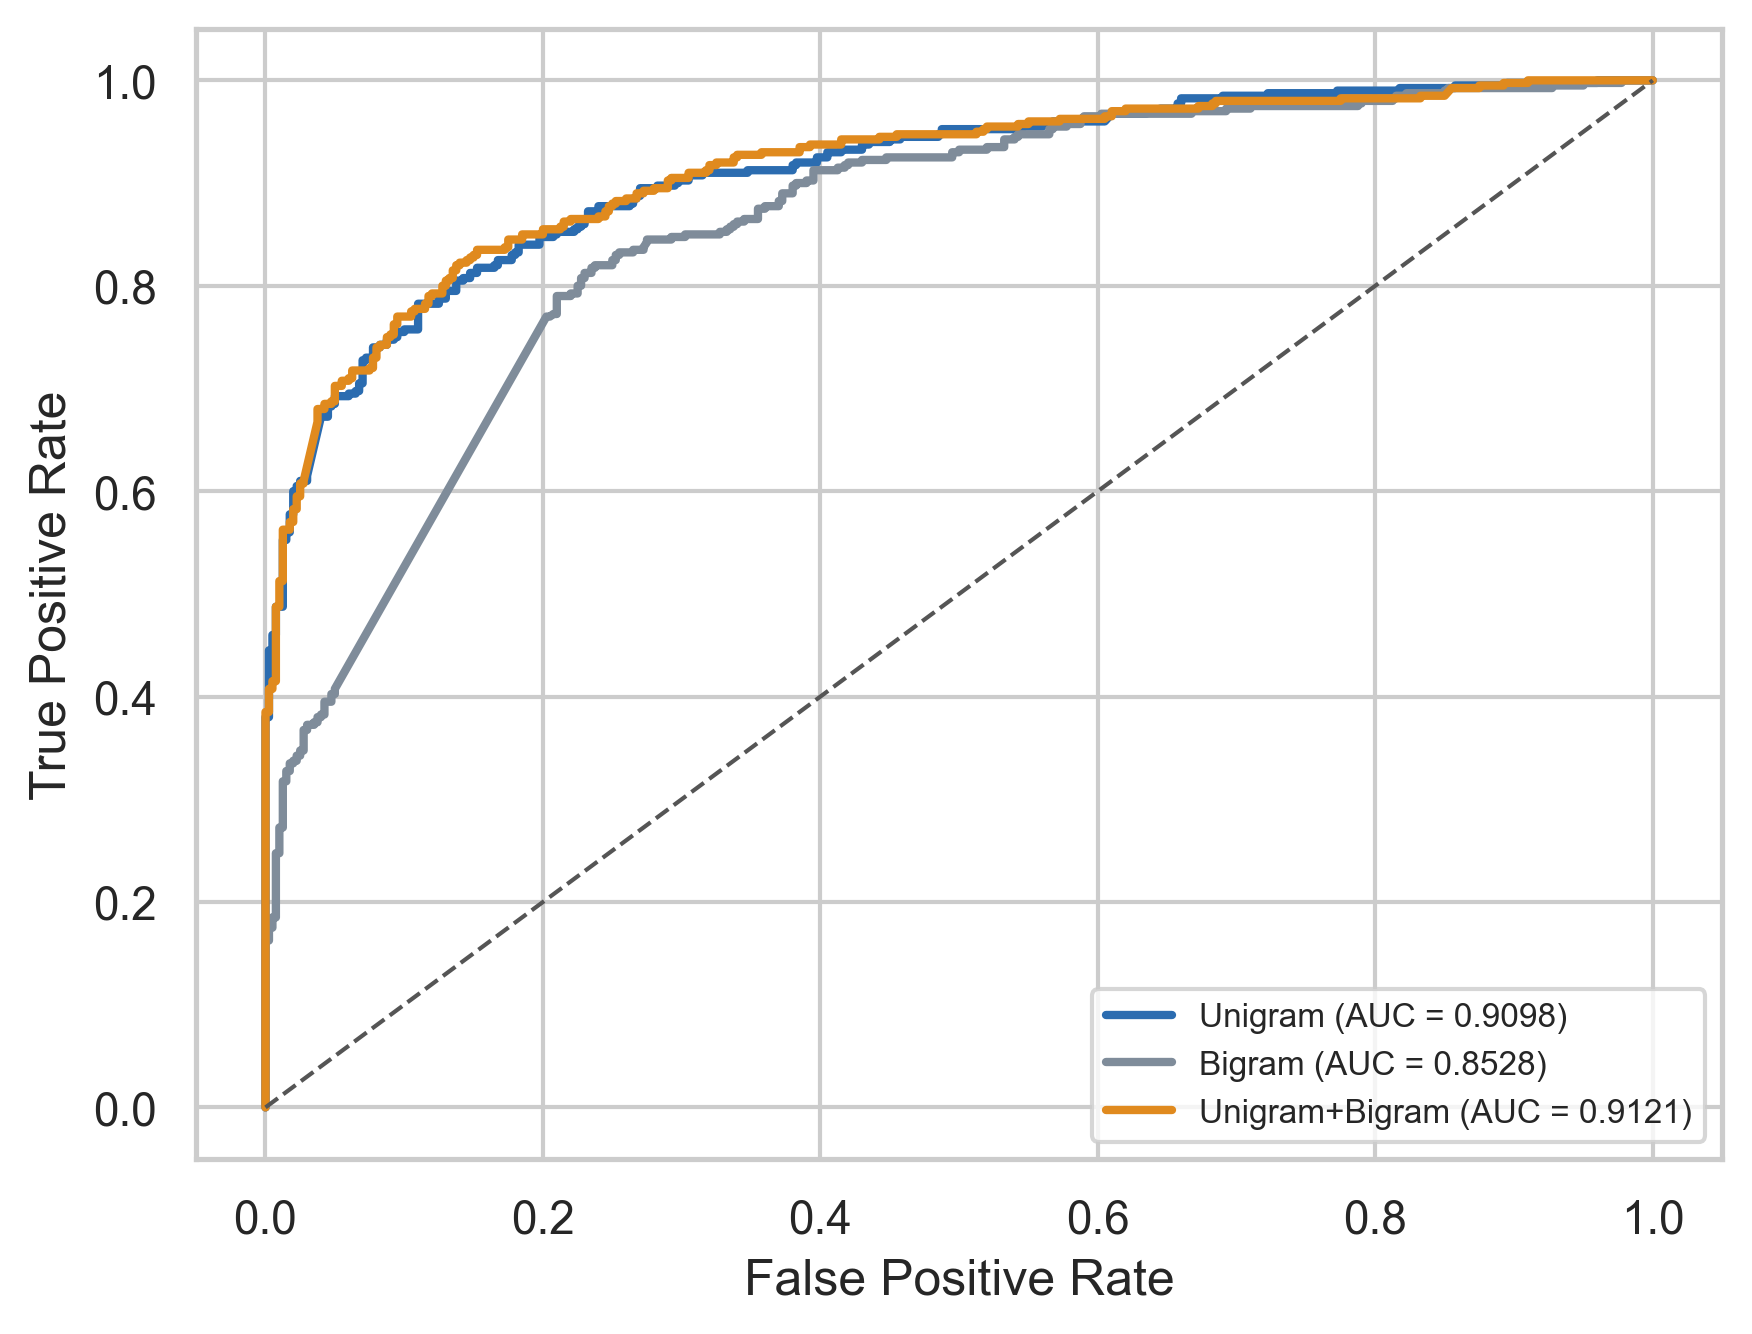 1.0
0.8
0.6
0.4
0.2
0.0
True Positive Rate
Unigram (AUC = 0.9098)
Bigram (AUC = 0.8528)
Unigram+Bigram (AUC = 0.9121)
0.0 0.2 0.4 0.6 0.8 1.0
False Positive Rate